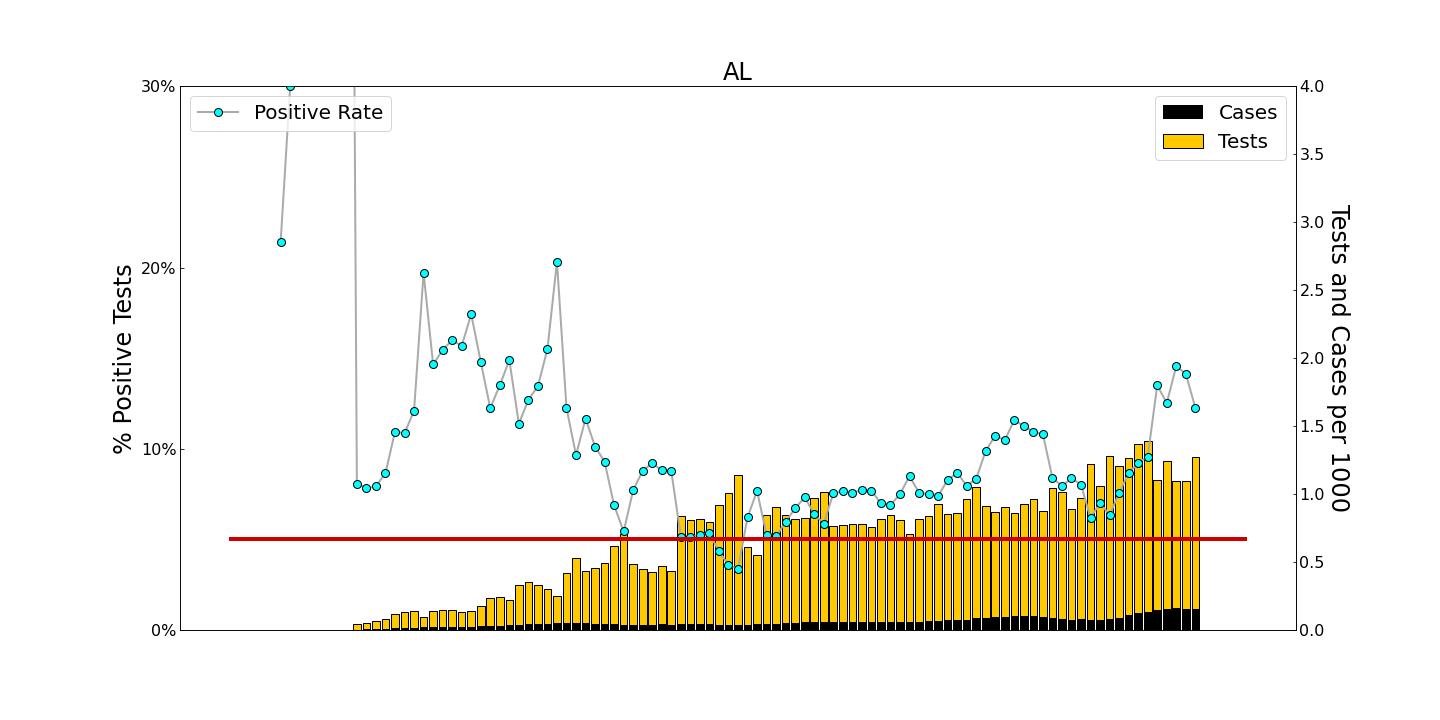 AL
Positive Rate
Cases
Tests
30%
20%
10%
0%
% Positive Tests
4.0
3.5
3.0
2.5
2.0
1.5
1.0
0.5
0.0
Tests and Cases per 1000